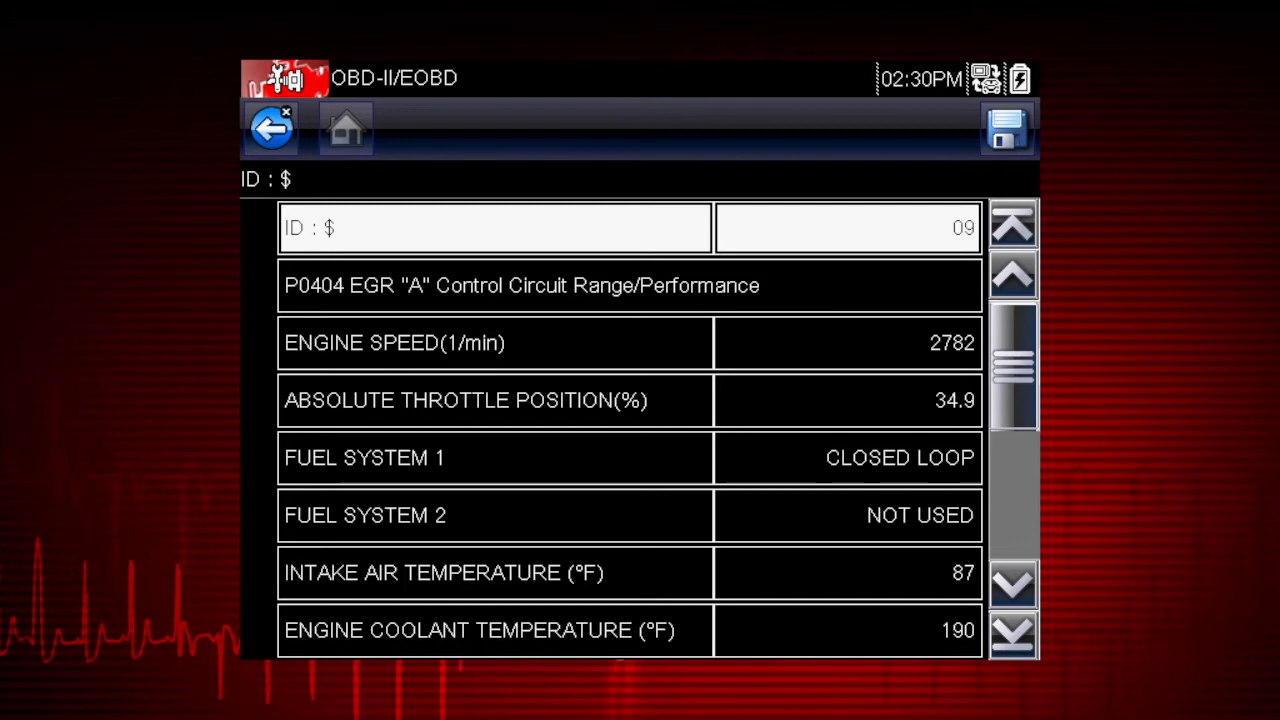 OBD-II/EOBD 02:30PM
ID : $
ID : $ 09
P0404 EGR "A" Control Circuit Range/Performance
ENGINE SPEED(1/min) 2782
ABSOLUTE THROTTLE POSITION(%) 34.9
FUEL SYSTEM 1 CLOSED LOOP
FUEL SYSTEM 2 NOT USED
INTAKE AIR TEMPERATURE (°F) 87
ENGINE COOLANT TEMPERATURE (°F) 190